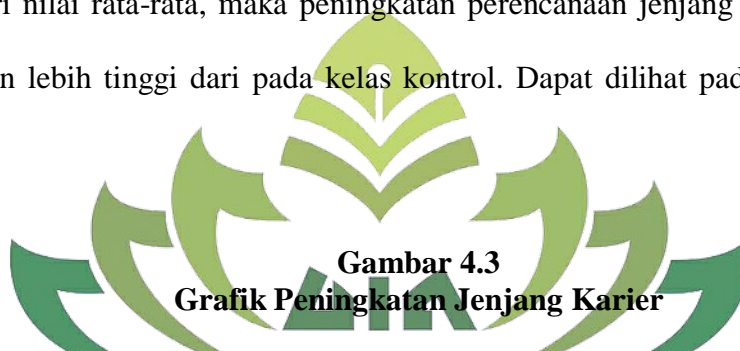 ri nilai rata-rata, maka peningkatan perencanaan jenjang
n lebih tinggi dari pada kelas kontrol. Dapat dilihat pad
Gambar 4.3
Grafik Peningkatan Jenjang Karier